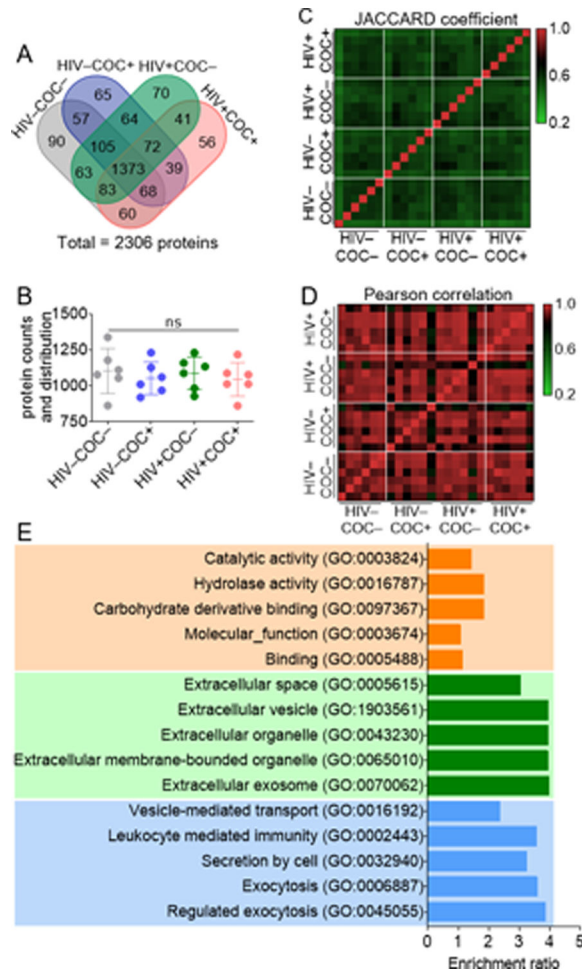 A
HIV–COC+ HIV+COC–
HIV–COC–
HIV+COC+
65
70
57
64
41
90
56
105
72
63
1373
39
83
68
60
Total = 2306 proteins
B
ns
protein counts
and distribution
1500
1250
1000
750
HIV–COC–
HIV–COC+
HIV+COC–
HIV+COC+
C
JACCARD coefficient
HIV+
COC+
HIV+
COC–
HIV–
COC+
HIV–
COC–
HIV– HIV– HIV+ HIV+
COC– COC+ COC– COC+
1.0
0.6
0.2
D
Pearson correlation
HIV+
COC+
HIV+
COC–
HIV–
COC+
HIV–
COC–
HIV– HIV– HIV+ HIV+
COC– COC+ COC– COC+
1.0
0.6
0.2
E
Catalytic activity (GO:0003824)
Hydrolase activity (GO:0016787)
Carbohydrate derivative binding (GO:0097367)
Molecular_function (GO:0003674)
Binding (GO:0005488)
Extracellular space (GO:0005615)
Extracellular vesicle (GO:1903561)
Extracellular organelle (GO:0043230)
Extracellular membrane-bounded organelle (GO:0065010)
Extracellular exosome (GO:0070062)
Vesicle-mediated transport (GO:0016192)
Leukocyte mediated immunity (GO:0002443)
Secretion by cell (GO:0032940)
Exocytosis (GO:0006887)
Regulated exocytosis (GO:0045055)
0 1 2 3 4 5
Enrichment ratio